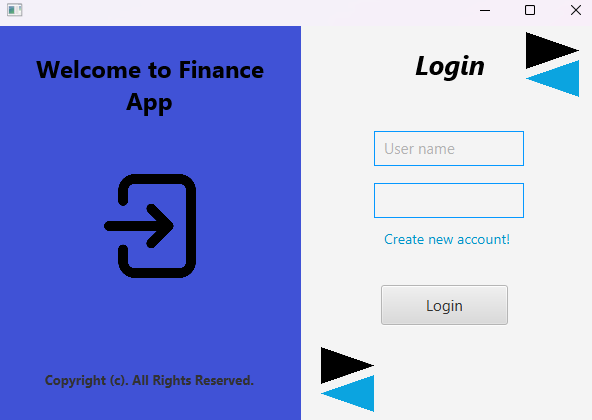 Welcome to Finance
App
Copyright (c). All Rights Reserved.
Login
User name
Create new account!
Login